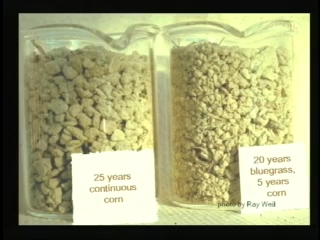 25 years
continuous
corn
20 years
bluegrass,
5 years
corn
photo by Ray Weil